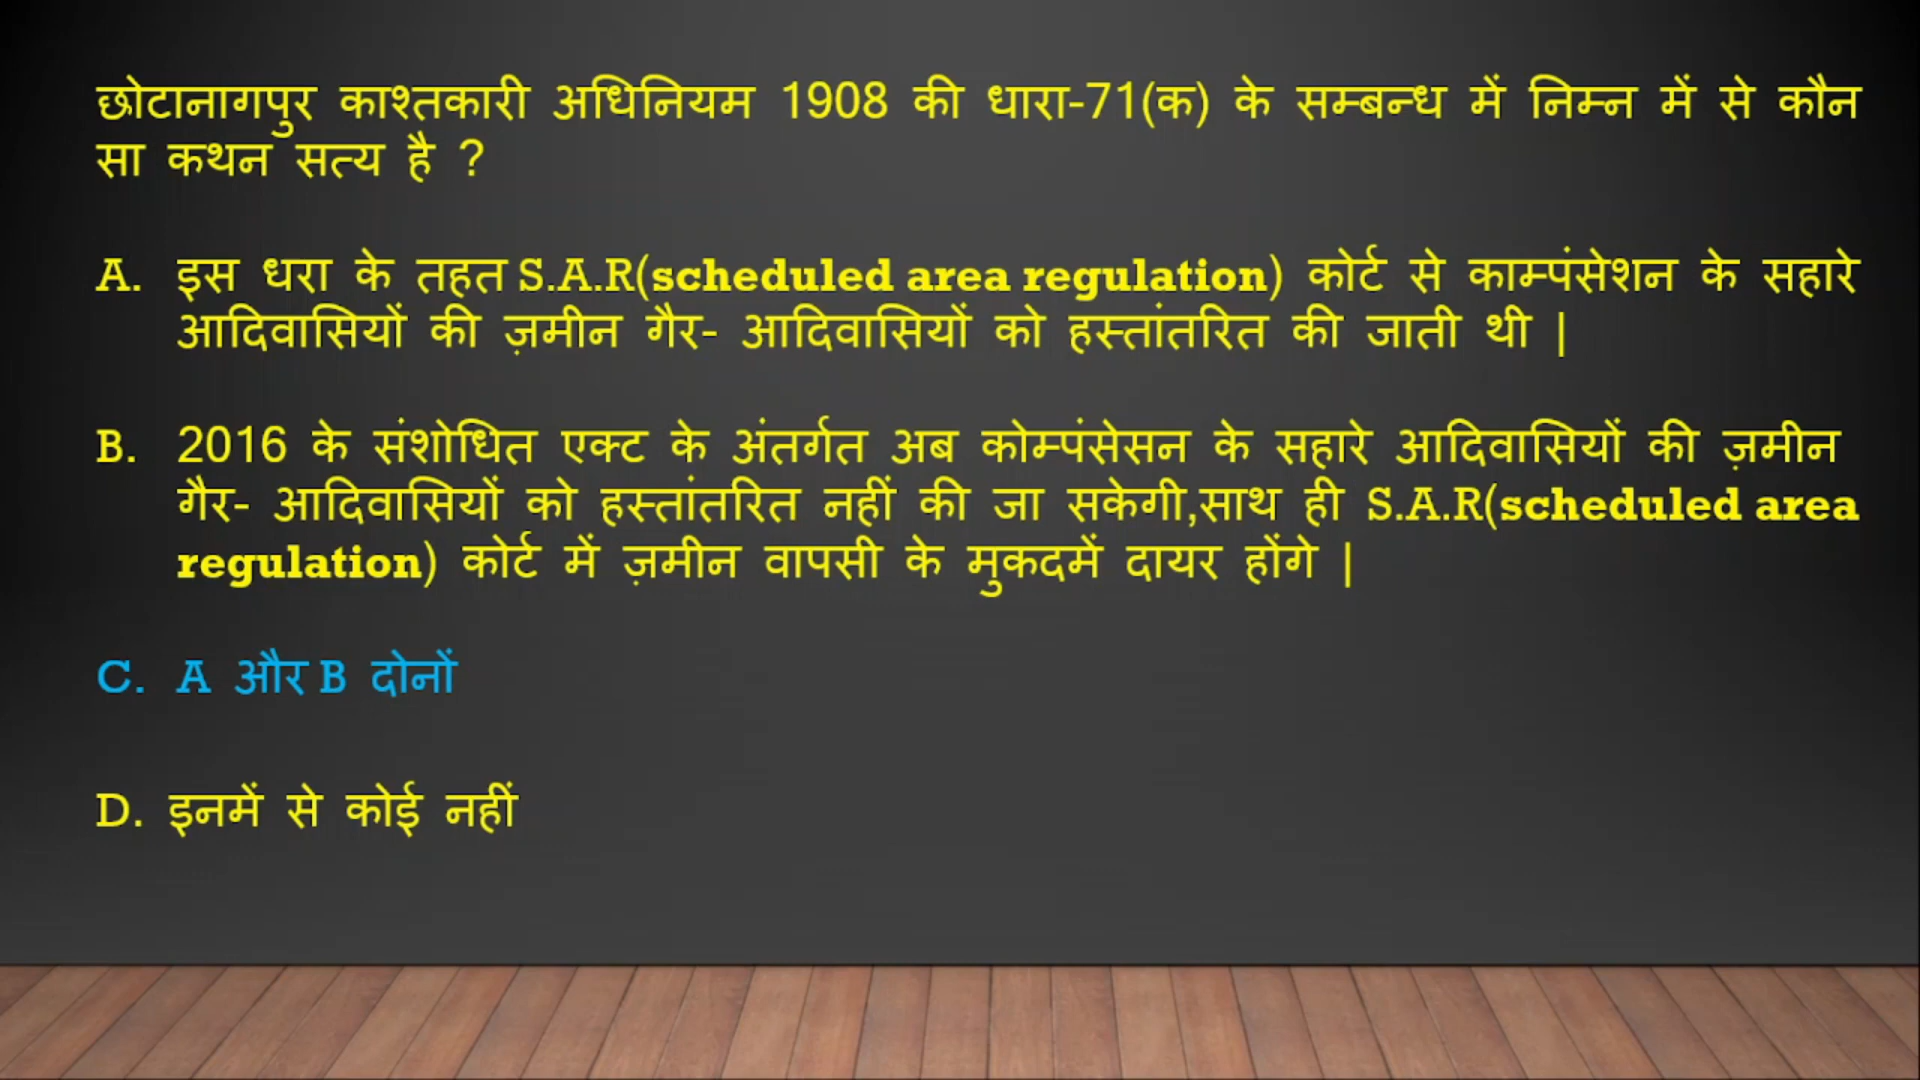 छोटानागपुर काश्तकारी अधिनियम 1908 की धारा-71(क) के सम्बन्ध में निम्न में से कौन
सा कथन सत्य है ?
A. इस धरा के तहत S.A.R(scheduled area regulation) कोर्ट से काम्पंसेशन के सहारे
आदिवासियों की ज़मीन गैर- आदिवासियों को हस्तांतरित की जाती थी |
B. 2016 के संशोधित एक्ट के अंतर्गत अब कोम्पंसेसन के सहारे आदिवासियों की ज़मीन
गैर- आदिवासियों को हस्तांतरित नहीं की जा सकेगी,साथ ही S.A.R(scheduled area
regulation) कोर्ट में ज़मीन वापसी के मुकदमें दायर होंगे |
C. A और B दोनों
D. इनमें से कोई नहीं